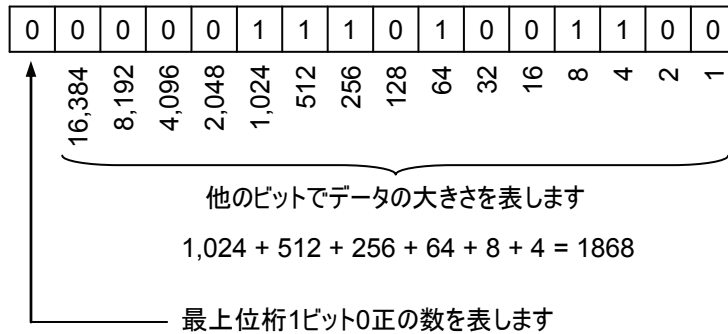 0 0 0 0 0 1 1 1 0 1 0 0 1 1 0 0
16,384 8,192 4,096 2,048 1,024 512 256 128 64 32 16 8 4 2 1
他のビットでデータの大きさを表します
1,024 + 512 + 256 + 64 + 8 + 4 = 1868
最上位桁1ビット0正の数を表します